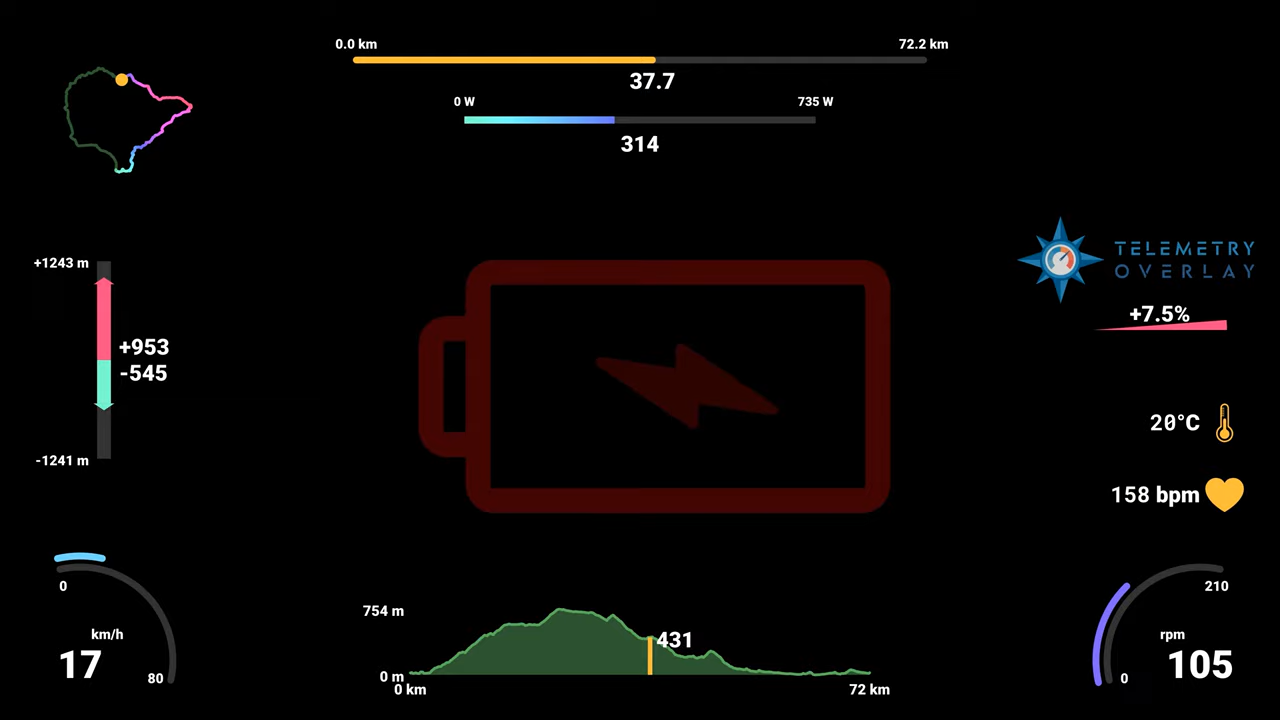 0.0 km
72.2 km
37.7
0 W
735 W
314
+1243 m
+953
-545
-1241 m
TELEMETRY
OVERLAY
+7.5%
20°C
158 bpm
0
km/h
17
80
754 m
431
0 m
0 km
72 km
210
rpm
105
0